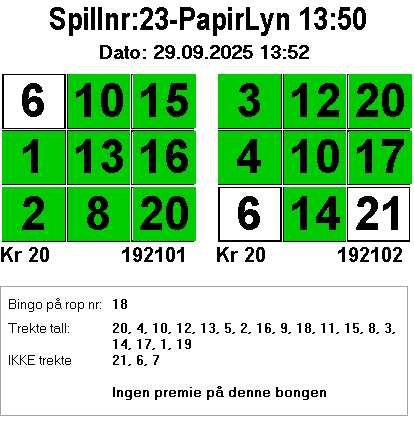 Spillnr:23-PapirLyn 13:50
Dato: 29.09.2025 13:52
6 10 15 3 12 20
1 13 16 4 10 17
2 8 20 6 14 21
Kr 20 192101 Kr 20 192102
Bingo på rop nr: 18
Trekte tall: 20, 4, 10, 12, 13, 5, 2, 16, 9, 18, 11, 15, 8, 3,
14, 17, 1, 19
IKKE trekte 21, 6, 7
Ingen premie på denne bongen